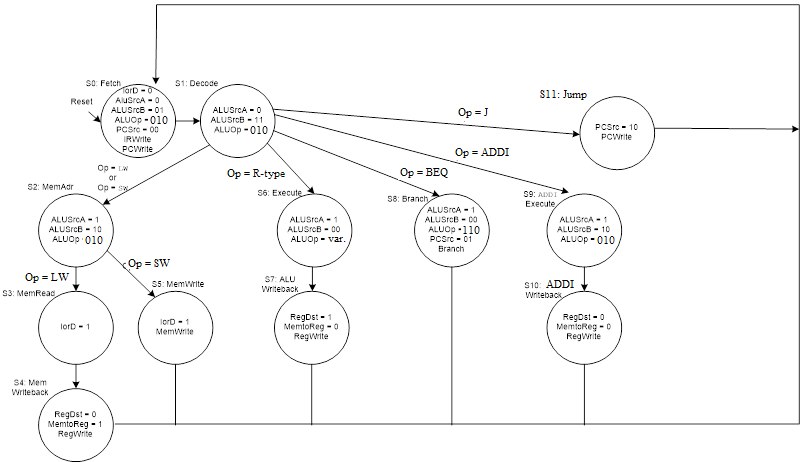 S0: Fetch
Reset
IorD = 0
AluSrcA = 0
ALUSrcB = 01
ALUOp = 010
PCSrc = 00
IRWrite
PCWrite
S1: Decode
ALUSrcA = 0
ALUSrcB = 11
ALUOp = 010
Op = J
S11: Jump
PCSrc = 10
PCWrite
Op = LW
or
Op = SW
Op = R-type
Op = BEQ
Op = ADDI
S2: MemAdr
ALUSrcA = 1
ALUSrcB = 10
ALUOp · 010
S6: Execute
ALUSrcA = 1
ALUSrcB = 00
ALUOp = var.
S8: Branch
ALUSrcA = 1
ALUSrcB = 00
ALUOp = 110
PCSrc = 01
Branch
S9: ADDI
Execute
ALUSrcA = 1
ALUSrcB = 10
ALUOp = 010
Op = LW
Op = SW
S3: MemRead
IorD = 1
S5: MemWrite
IorD = 1
MemWrite
S7: ALU
Writeback
RegDst = 1
MemtoReg = 0
RegWrite
S10: ADDI
Writeback
RegDst = 0
MemtoReg = 0
RegWrite
S4: Mem
Writeback
RegDst = 0
MemtoReg = 1
RegWrite